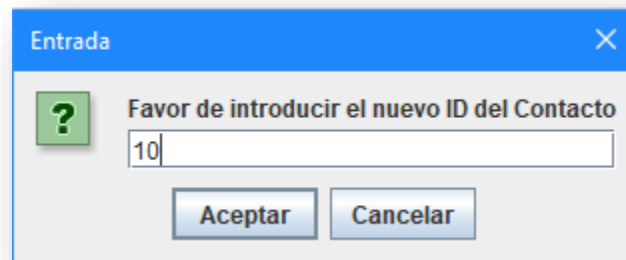 Entrada
?
Favor de introducir el nuevo ID del Contacto
10
Aceptar Cancelar